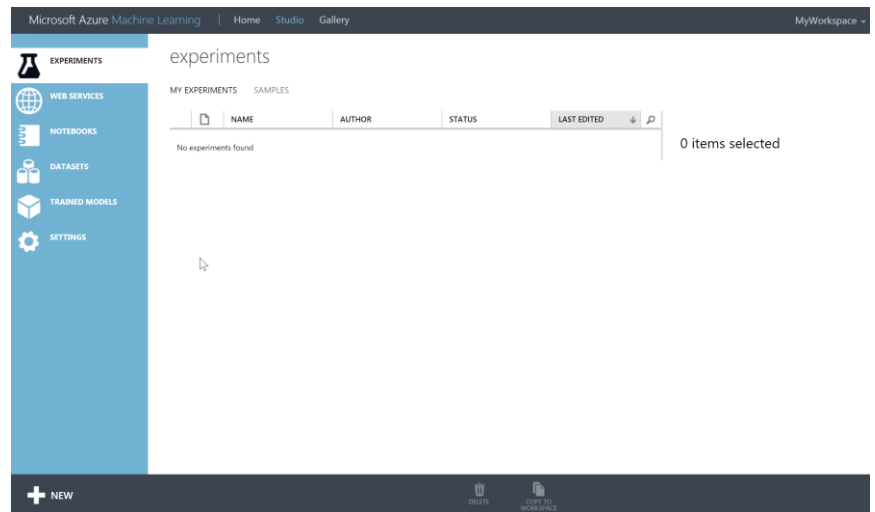 Microsoft Azure Machine Learning | Home Studio Gallery MyWorkspace
EXPERIMENTS
WEB SERVICES
NOTEBOOKS
DATASETS
TRAINED MODELS
SETTINGS
experiments
MY EXPERIMENTS SAMPLES
NAME AUTHOR STATUS LAST EDITED
No experiments found
0 items selected
NEW
DELETE
COPY TO
WORKSPACE